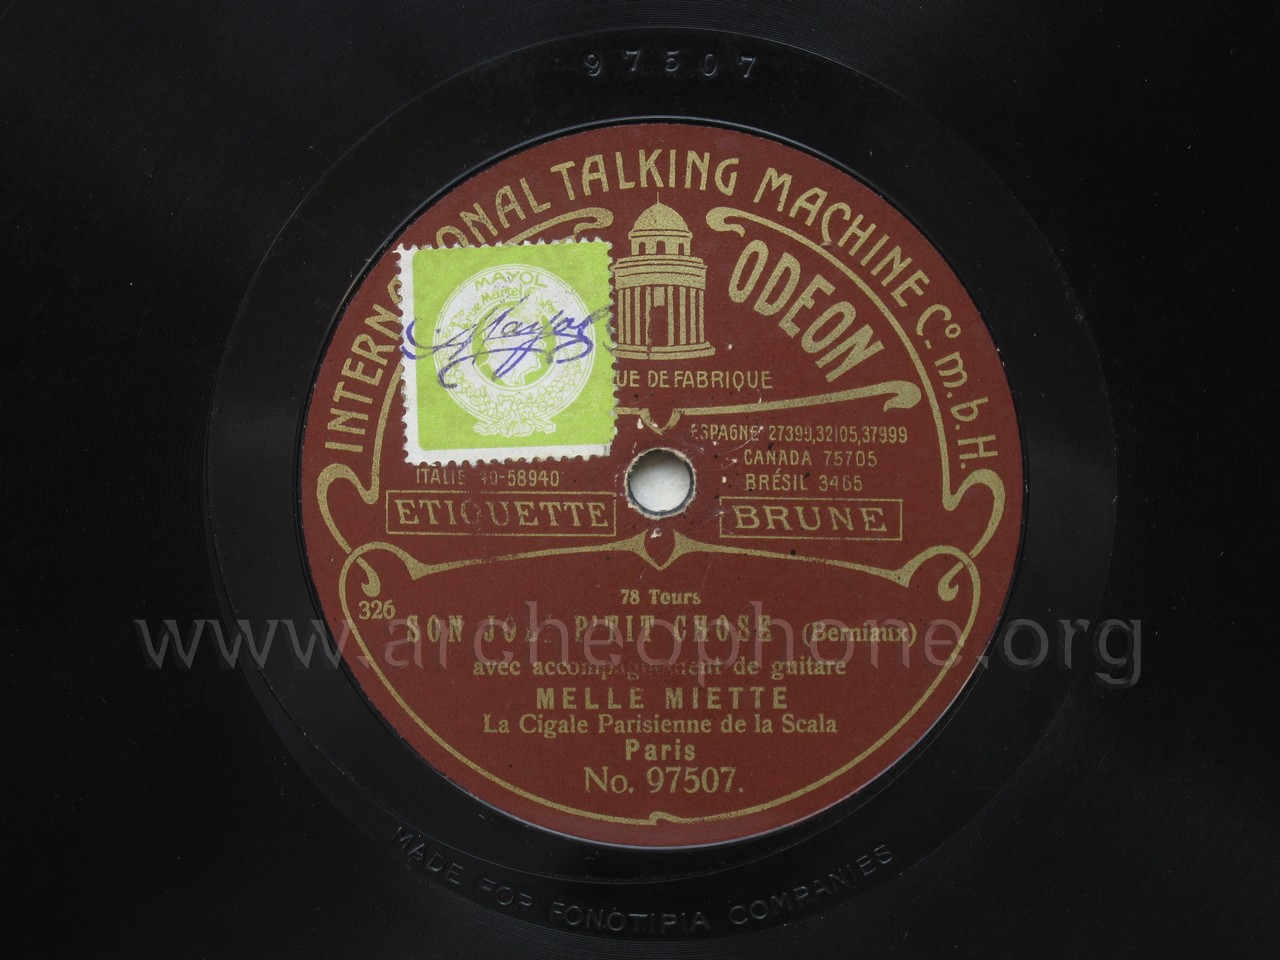 97507
INTERNATIONAL TALKING MACHINE Co. m. b. H.
ODEON
MAYOL
Mayol
QUE DE FABRIQUE
ESPAGNE 27399,32105,37999
CANADA 75705
ITALIE 40-58940
BRÉSIL 3465
ETIQUETTE BRUNE
78 Tours
326
SON JOLI P'TIT CHOSE (Berniaux)
avec accompagnement de guitare
MELLE MIETTE
La Cigale Parisienne de la Scala
Paris
No. 97507.
MADE FOR FONOTIPIA COMPANIES
www.archeophone.org